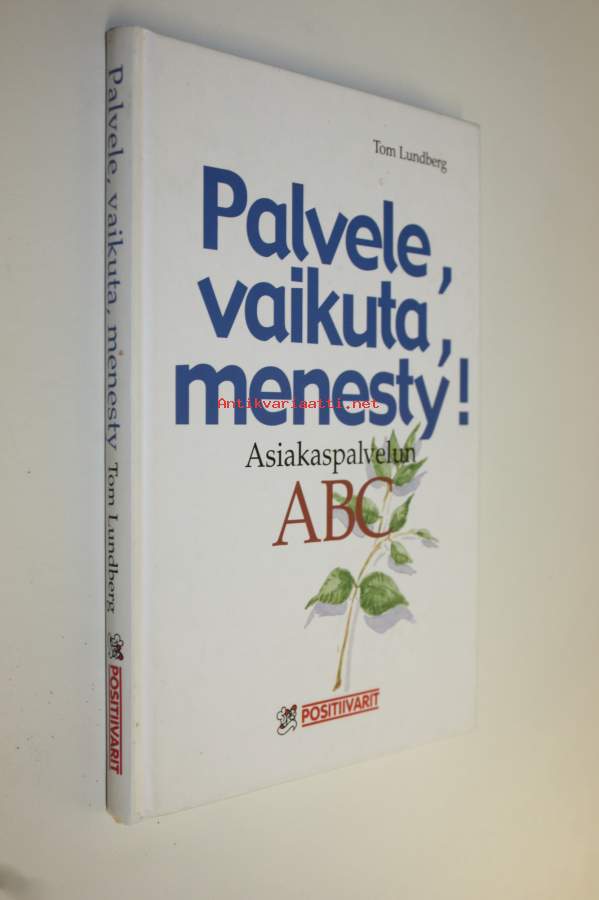 Palvele, vaikuta, menesty Tom Lundberg
POSITIIVARIT
Tom Lundberg
Palvele,
vaikuta,
menesty!
Antikvariaatti.net
Asiakaspalvelun
ABC
POSITIIVARIT